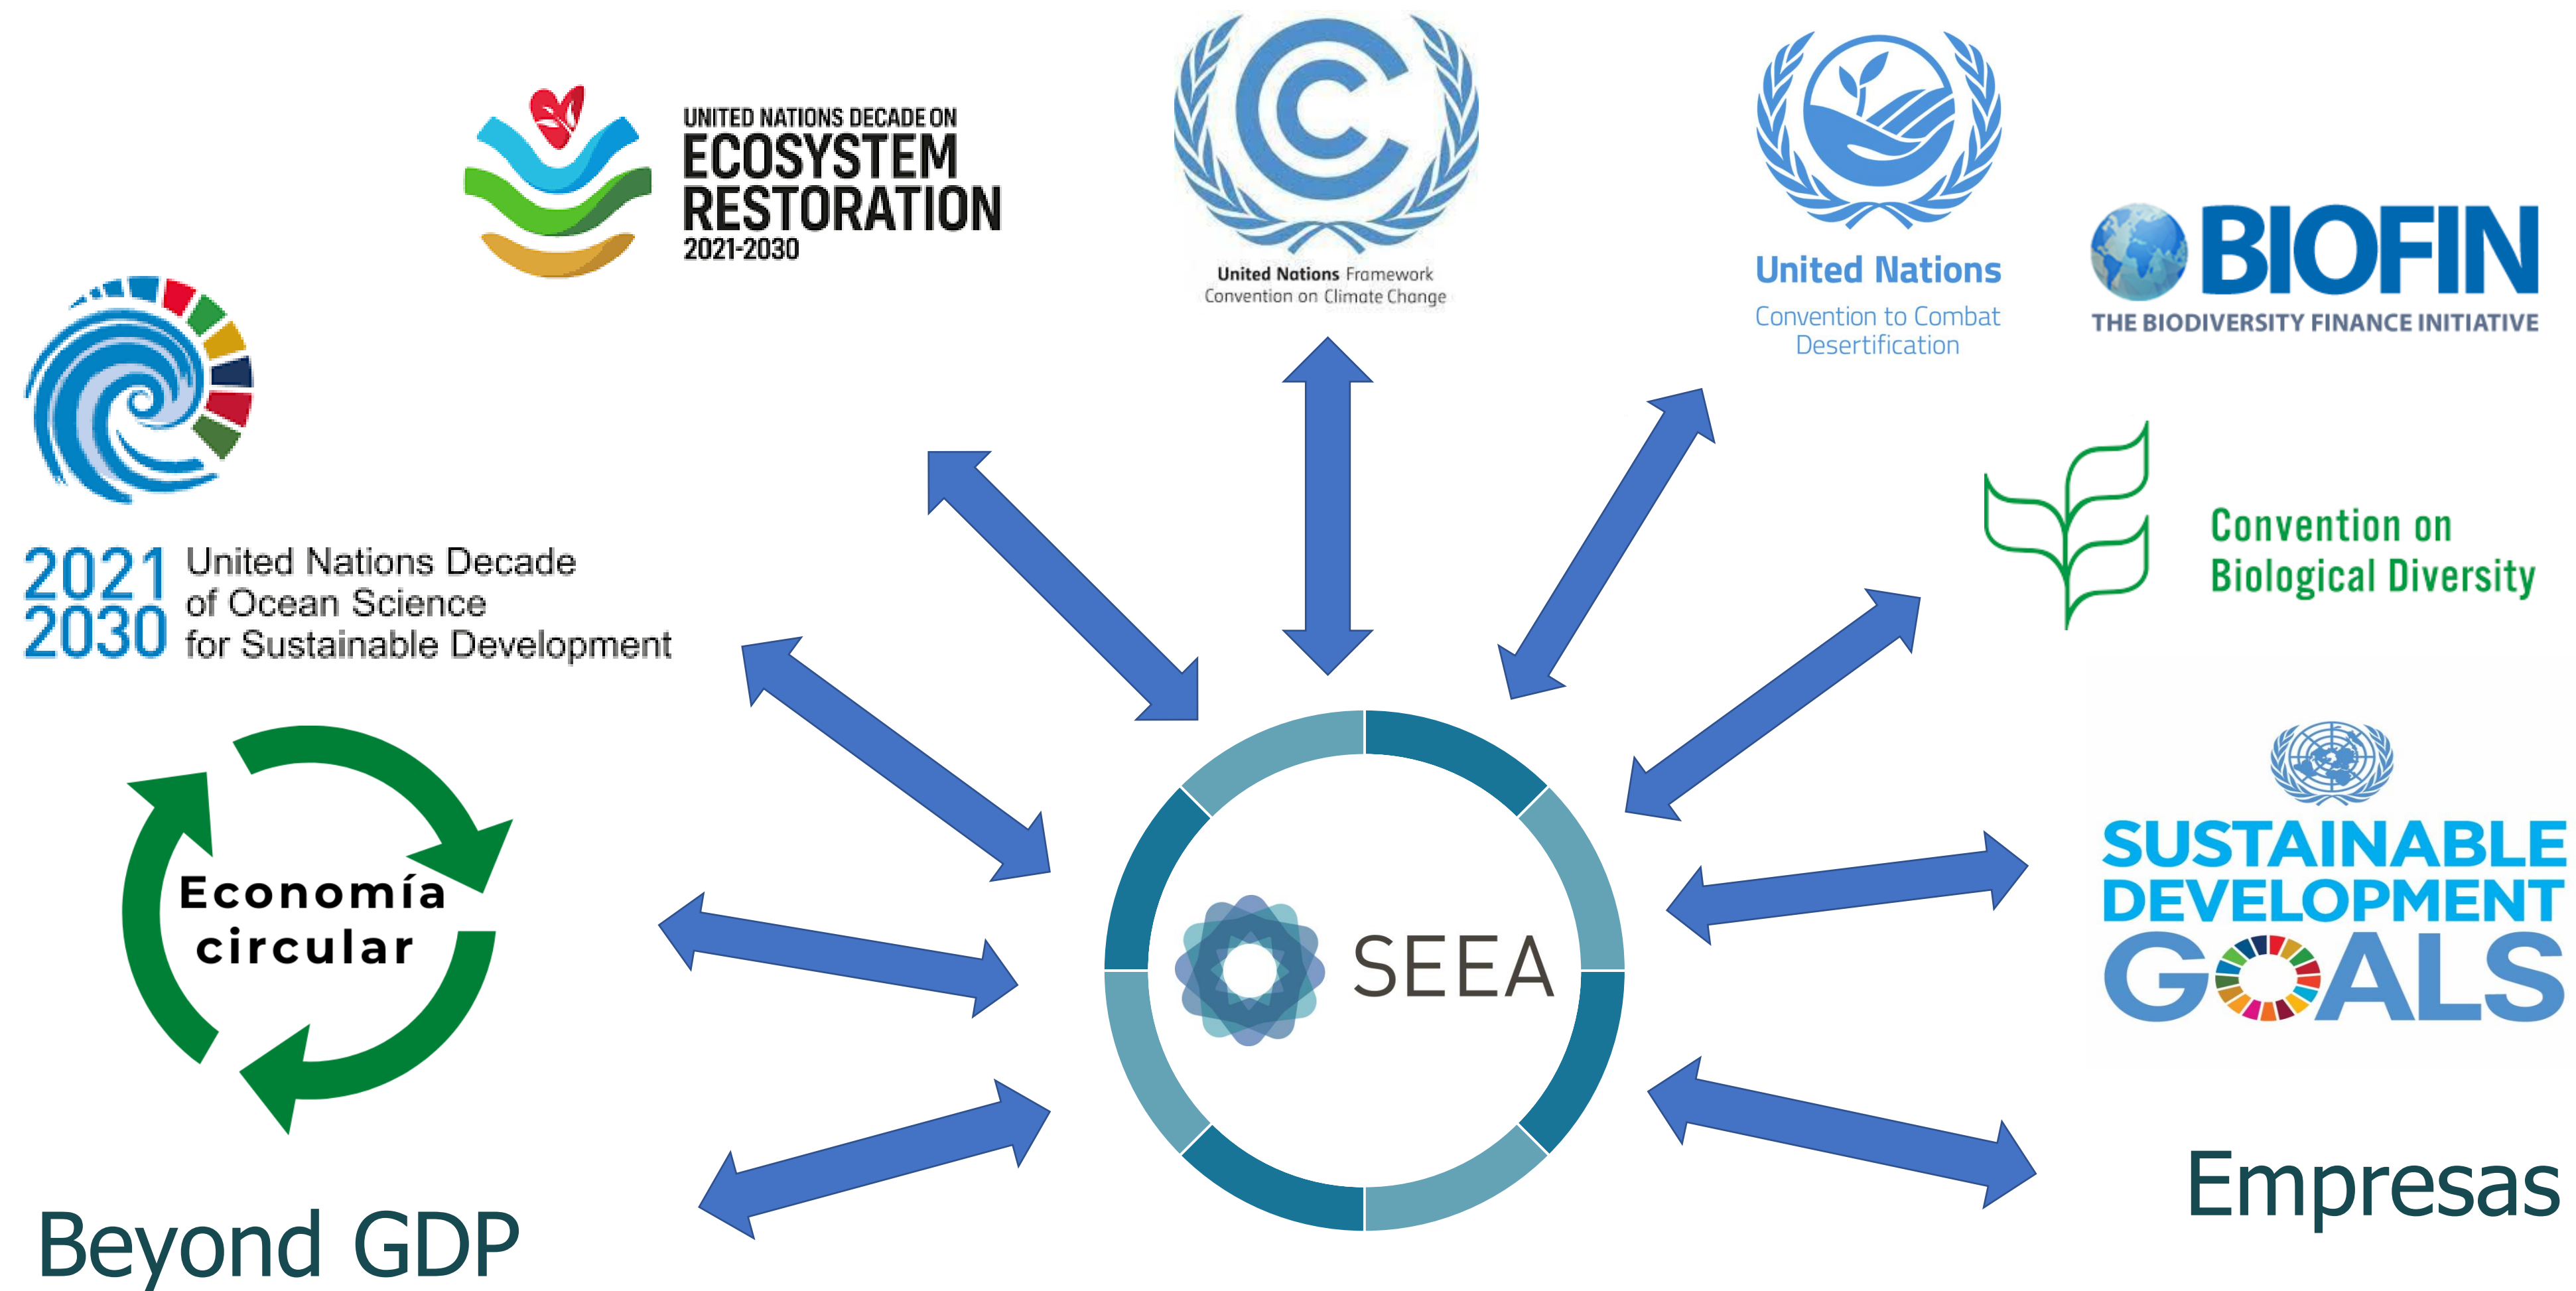 UNITED NATIONS DECADE ON
ECOSYSTEM
RESTORATION
2021-2030
United Nations Framework
Convention on Climate Change
United Nations
Convention to Combat
Desertification
BIOFIN
THE BIODIVERSITY FINANCE INITIATIVE
2021
2030
United Nations Decade
of Ocean Science
for Sustainable Development
Convention on
Biological Diversity
Economía
circular
SEEA
SUSTAINABLE
DEVELOPMENT
GOALS
Beyond GDP
Empresas